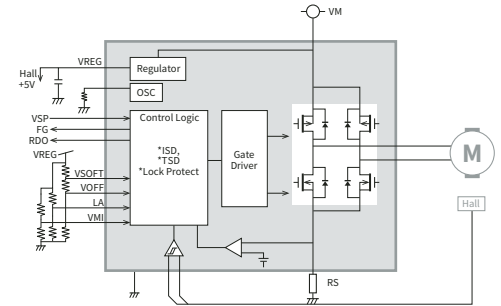 VM
VREG
Hall
+5V
Regulator
OSC
VSP
FG
RDO
VREG
VSOFT
VOFF
LA
VMI
Control Logic
*ISD,
*TSD
*Lock Protect
Gate
Driver
M
Hall
RS